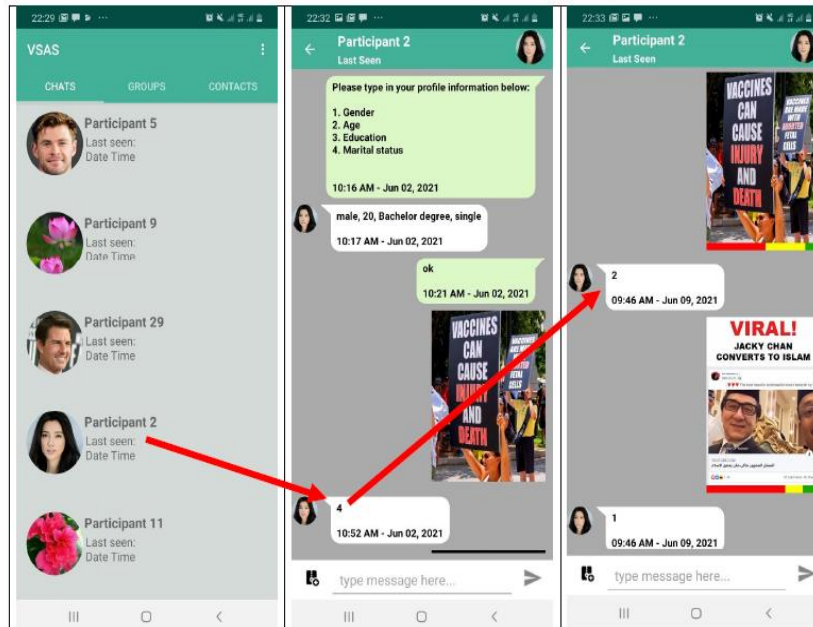 22:29
VSAS
CHATS GROUPS CONTACTS
Participant 5
Last seen:
Date Time
Participant 9
Last seen:
Date Time
Participant 29
Last seen:
Date Time
Participant 2
Last seen:
Date Time
Participant 11
Last seen:
Date Time
22:32
Participant 2
Last Seen
Please type in your profile information below:
1. Gender
2. Age
3. Education
4. Marital status
10:16 AM - Jun 02, 2021
male, 20, Bachelor degree, single
10:17 AM - Jun 02, 2021
ok
10:21 AM - Jun 02, 2021
VACCINES
CAN
CAUSE
INJURY
AND
DEATH
4
10:52 AM - Jun 02, 2021
type message here...
22:33
Participant 2
Last Seen
VACCINES
CAN
CAUSE
INJURY
AND
DEATH
VACCINES
ARE MADE
WITH
ABORTED
FETAL
CELLS
2
09:46 AM - Jun 09, 2021
VIRAL!
JACKY CHAN
CONVERTS TO ISLAM
1
09:46 AM - Jun 09, 2021
type message here...